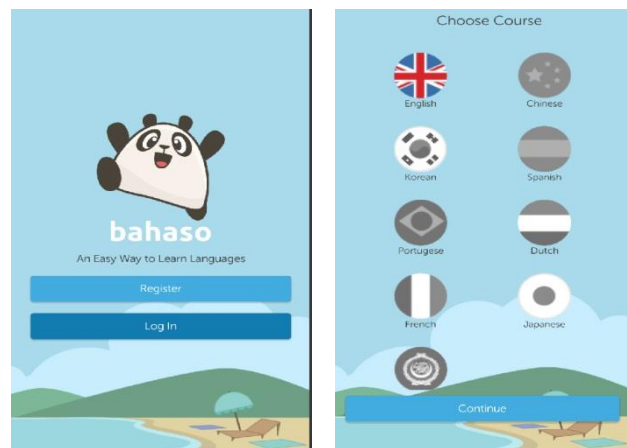 bahaso
An Easy Way to Learn Languages
Register
Log In
Choose Course
English
Chinese
Korean
Spanish
Portugese
Dutch
French
Japanese
Continue